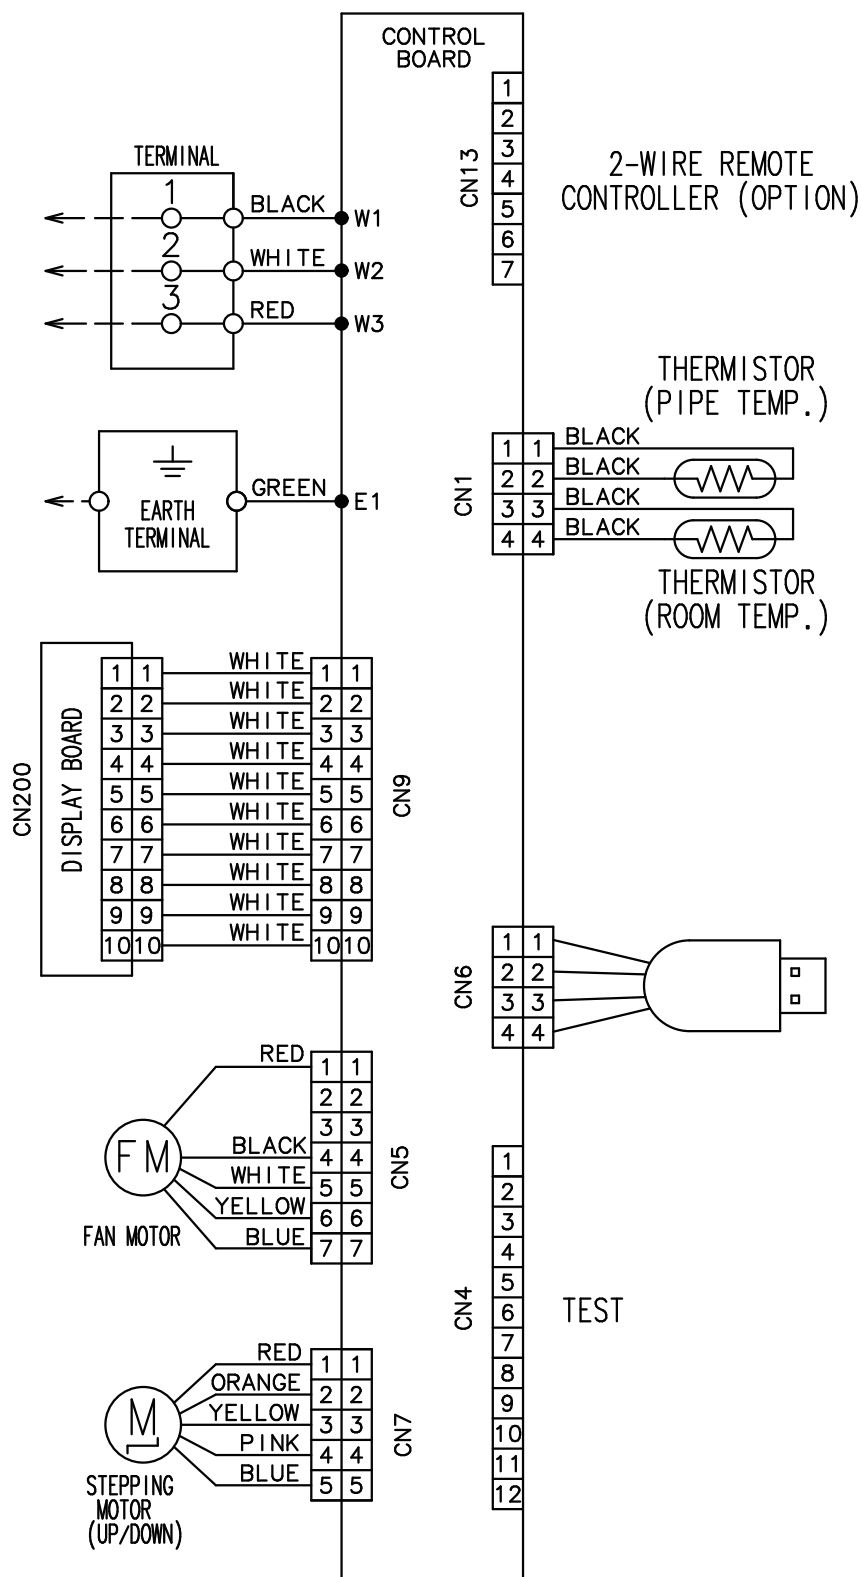 CONTROL
BOARD
CN13
1
2
3
4
5
6
7
2-WIRE REMOTE
CONTROLLER (OPTION)
TERMINAL
1 BLACK W1
2 WHITE W2
3 RED W3
THERMISTOR
(PIPE TEMP.)
CN1
1 1 BLACK
2 2 BLACK
3 3 BLACK
4 4 BLACK
THERMISTOR
(ROOM TEMP.)
EARTH
TERMINAL
GREEN E1
CN200
DISPLAY BOARD
1 1 WHITE 1 1
2 2 WHITE 2 2
3 3 WHITE 3 3
4 4 WHITE 4 4
5 5 WHITE 5 5
6 6 WHITE 6 6
7 7 WHITE 7 7
8 8 WHITE 8 8
9 9 WHITE 9 9
10 10 WHITE 10 10
CN9
CN6
1 1
2 2
3 3
4 4
FM
FAN MOTOR
RED 1 1
2 2
3 3
BLACK 4 4
WHITE 5 5
YELLOW 6 6
BLUE 7 7
CN5
CN4
1
2
3
4
5
6
7
8
9
10
11
12
TEST
M
STEPPING
MOTOR
(UP/DOWN)
RED 1 1
ORANGE 2 2
YELLOW 3 3
PINK 4 4
BLUE 5 5
CN7